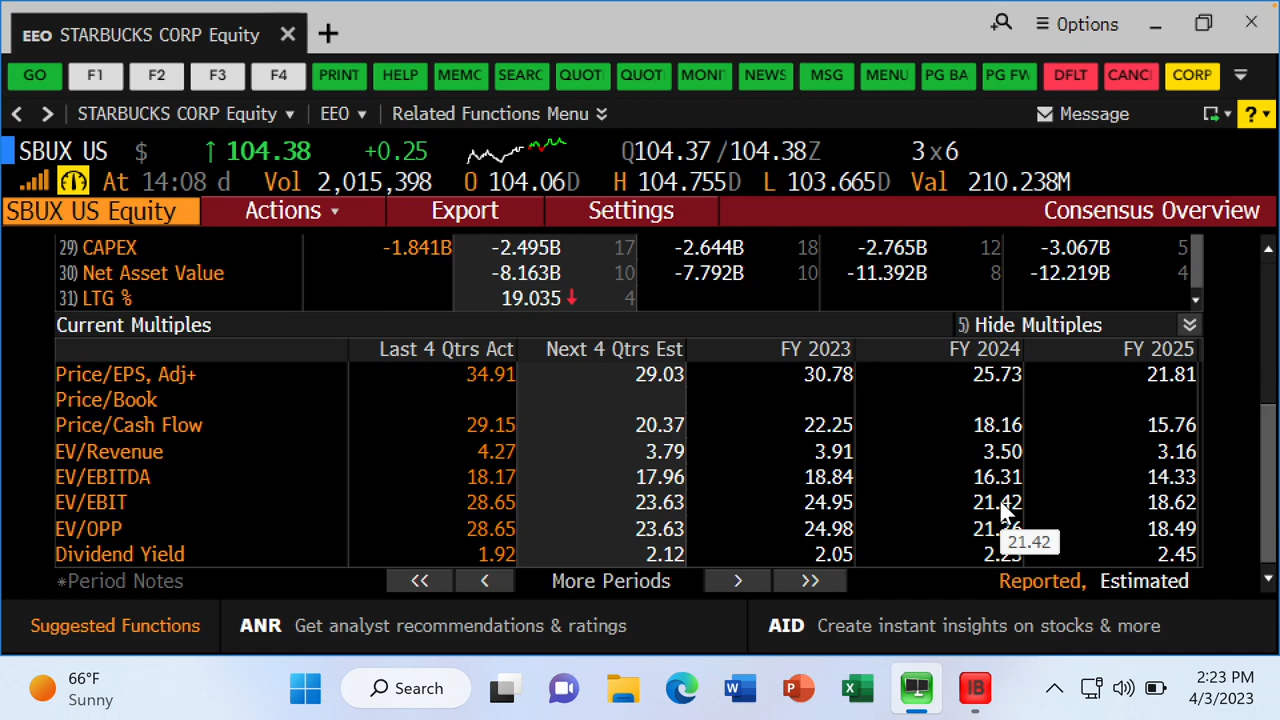 EEO STARBUCKS CORP Equity
Options
GO F1 F2 F3 F4 PRINT HELP MEMC SEARC QUOTI QUOTI MONI NEWS MSG MENU PG BA PG FW DFLT CANC CORP
STARBUCKS CORP Equity EEO Related Functions Menu Message ?
SBUX US $ ↑ 104.38 +0.25 Q104.37 /104.38Z 3 x 6
At 14:08 d Vol 2,015,398 O 104.06D H 104.755D L 103.665D Val 210.238M
SBUX US Equity Actions Export Settings Consensus Overview
29) CAPEX -1.841B -2.495B 17 -2.644B 18 -2.765B 12 -3.067B 5
30) Net Asset Value -8.163B 10 -7.792B 10 -11.392B 8 -12.219B 4
31) LTG % 19.035 ↓ 4
Current Multiples 5) Hide Multiples
Last 4 Qtrs Act Next 4 Qtrs Est FY 2023 FY 2024 FY 2025
Price/EPS, Adj+ 34.91 29.03 30.78 25.73 21.81
Price/Book
Price/Cash Flow 29.15 20.37 22.25 18.16 15.76
EV/Revenue 4.27 3.79 3.91 3.50 3.16
EV/EBITDA 18.17 17.96 18.84 16.31 14.33
EV/EBIT 28.65 23.63 24.95 21.42 18.62
EV/OPP 28.65 23.63 24.98 18.49
21.42
Dividend Yield 1.92 2.12 2.05 2.45
*Period Notes << < More Periods > >> Reported, Estimated
Suggested Functions ANR Get analyst recommendations & ratings AID Create instant insights on stocks & more
66°F
Sunny
Search
IB
2:23 PM
4/3/2023